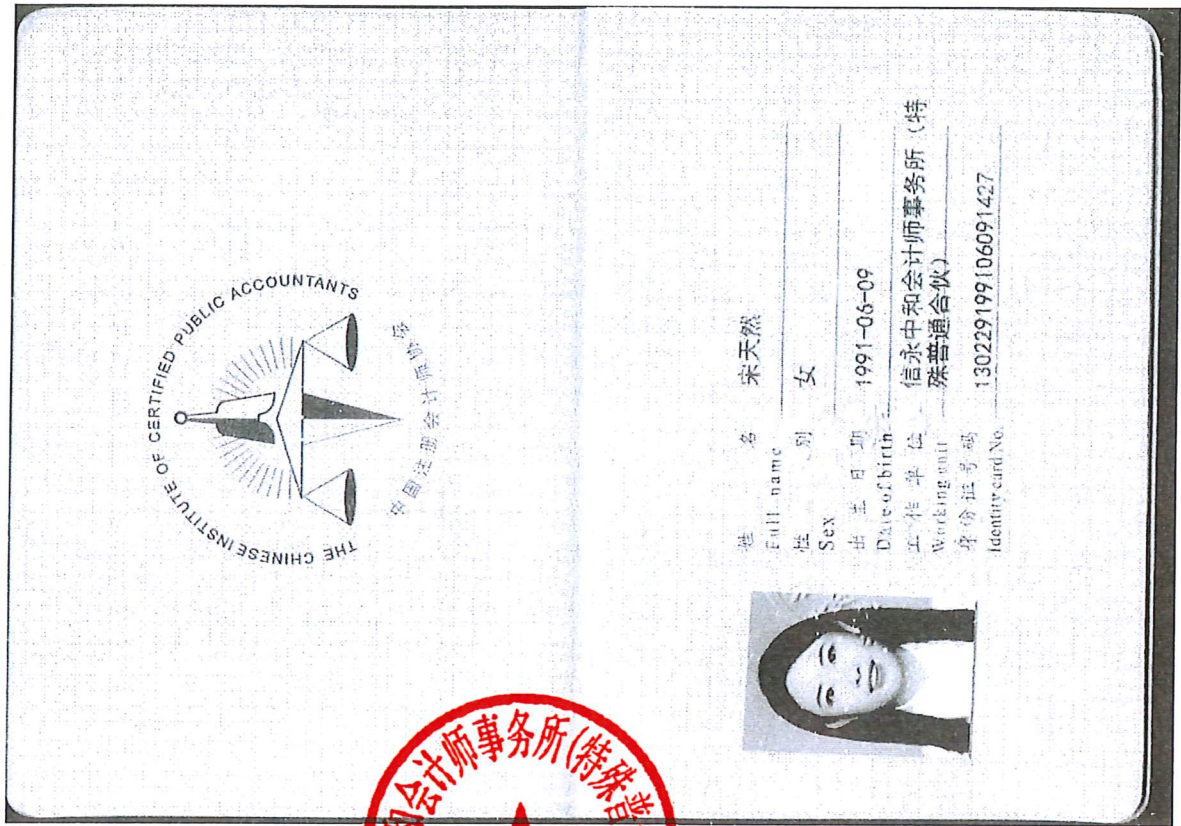 THE CHINESE INSTITUTE OF CERTIFIED PUBLIC ACCOUNTANTS
中国注册会计师协会
姓 名 宋天然
Full name
性 别 女
Sex
出 生 日 期 1991-06-09
Date of birth
工 作 单 位 信永中和会计师事务所（特
殊普通合伙）
Working unit
身 份 证 号 码 130229199106091427
Identity card No.
和会计师事务所(特殊普